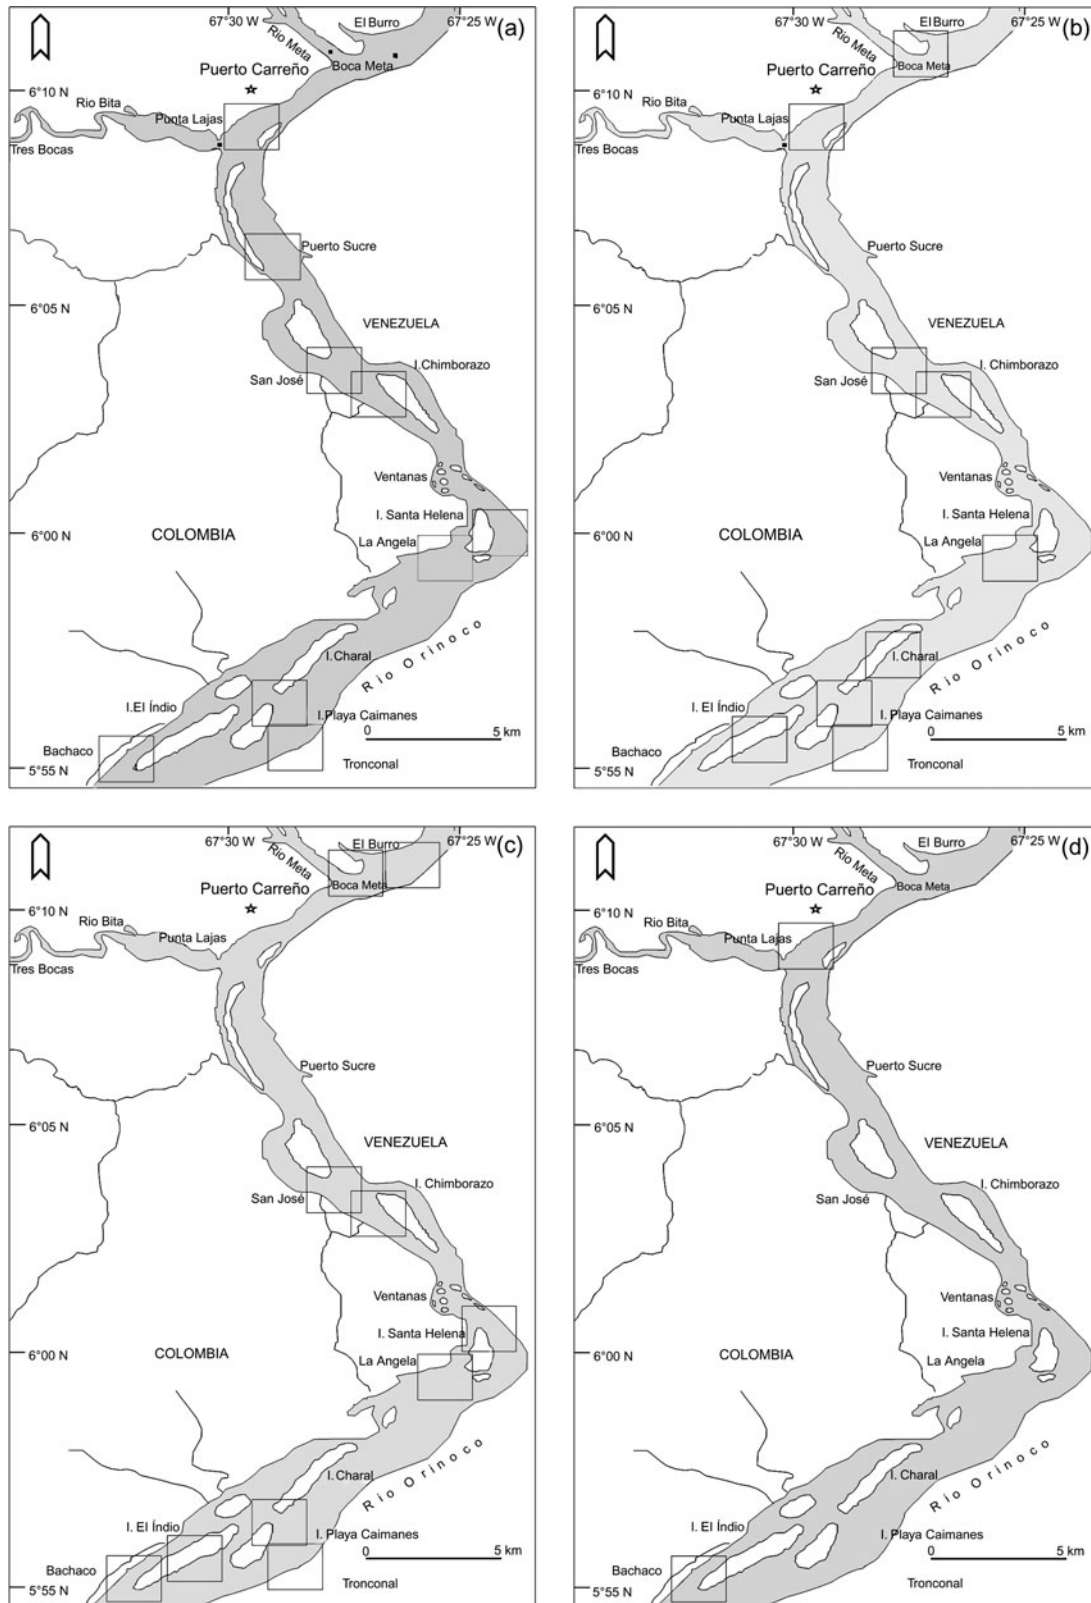 67°30 W
67°25 W
El Burro
(a)
Rio Meta
Boca Meta
Puerto Carreño
6°10 N
Rio Bita
Punta Lajas
Tres Bocas
Puerto Sucre
6°05 N
VENEZUELA
I. Chimborazo
San José
Ventanas
I. Santa Helena
6°00 N
COLOMBIA
La Angela
Rio Orinoco
I. Charal
I.El Índio
I.Playa Caimanes
Bachaco
0
5 km
Tronconal
5°55 N
67°30 W
67°25 W
El Burro
(b)
Rio Meta
Boca Meta
Puerto Carreño
6°10 N
Rio Bita
Punta Lajas
Tres Bocas
Puerto Sucre
6°05 N
VENEZUELA
I. Chimborazo
San José
Ventanas
I. Santa Helena
6°00 N
COLOMBIA
La Angela
Rio Orinoco
I. Charal
I. El Índio
I. Playa Caimanes
Bachaco
0
5 km
Tronconal
5°55 N
67°30 W
67°25 W
El Burro
(c)
Rio Meta
Boca Meta
Puerto Carreño
6°10 N
Rio Bita
Punta Lajas
Tres Bocas
Puerto Sucre
6°05 N
VENEZUELA
I. Chimborazo
San José
Ventanas
I. Santa Helena
6°00 N
COLOMBIA
La Angela
Rio Orinoco
I. Charal
I. El Índio
I. Playa Caimanes
Bachaco
0
5 km
Tronconal
5°55 N
67°30 W
67°25 W
El Burro
(d)
Rio Meta
Boca Meta
Puerto Carreño
6°10 N
Rio Bita
Punta Lajas
Tres Bocas
Puerto Sucre
6°05 N
VENEZUELA
I. Chimborazo
San José
Ventanas
I. Santa Helena
6°00 N
COLOMBIA
La Angela
Rio Orinoco
I. Charal
I. El Índio
I. Playa Caimanes
Bachaco
0
5 km
Tronconal
5°55 N